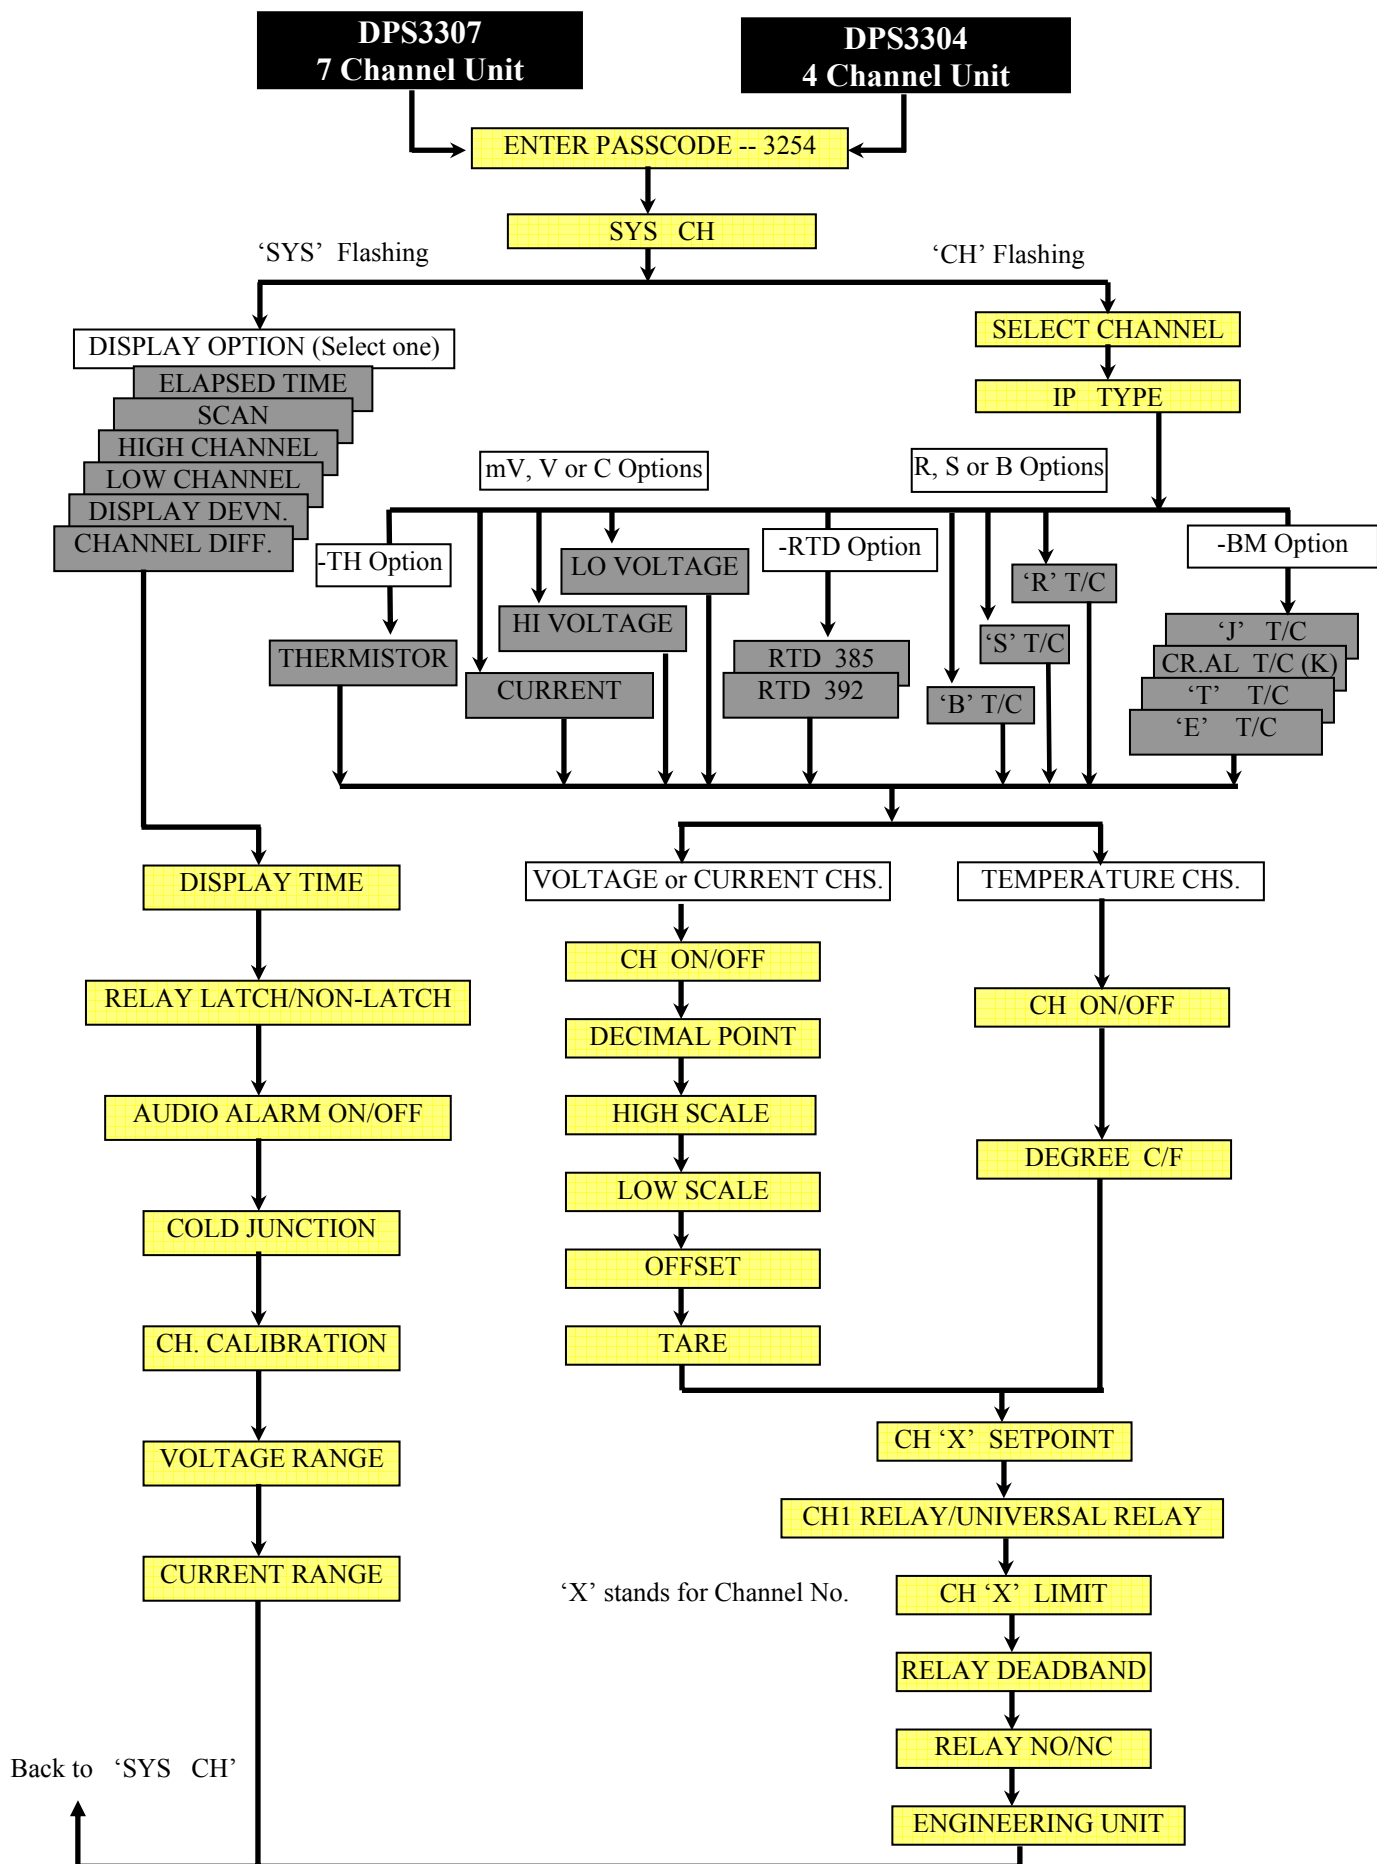 DPS3307
7 Channel Unit
DPS3304
4 Channel Unit
ENTER PASSCODE -- 3254
SYS CH
‘SYS’ Flashing
‘CH’ Flashing
DISPLAY OPTION (Select one)
ELAPSED TIME
SCAN
HIGH CHANNEL
LOW CHANNEL
DISPLAY DEVN.
CHANNEL DIFF.
SELECT CHANNEL
IP TYPE
mV, V or C Options
R, S or B Options
-TH Option
-RTD Option
-BM Option
LO VOLTAGE
HI VOLTAGE
THERMISTOR
CURRENT
RTD 385
RTD 392
‘R’ T/C
‘S’ T/C
‘B’ T/C
‘J’ T/C
CR.AL T/C (K)
‘T’ T/C
‘E’ T/C
DISPLAY TIME
RELAY LATCH/NON-LATCH
AUDIO ALARM ON/OFF
COLD JUNCTION
CH. CALIBRATION
VOLTAGE RANGE
CURRENT RANGE
VOLTAGE or CURRENT CHS.
CH ON/OFF
DECIMAL POINT
HIGH SCALE
LOW SCALE
OFFSET
TARE
TEMPERATURE CHS.
CH ON/OFF
DEGREE C/F
CH ‘X’ SETPOINT
CH1 RELAY/UNIVERSAL RELAY
‘X’ stands for Channel No.
CH ‘X’ LIMIT
RELAY DEADBAND
RELAY NO/NC
ENGINEERING UNIT
Back to ‘SYS CH’